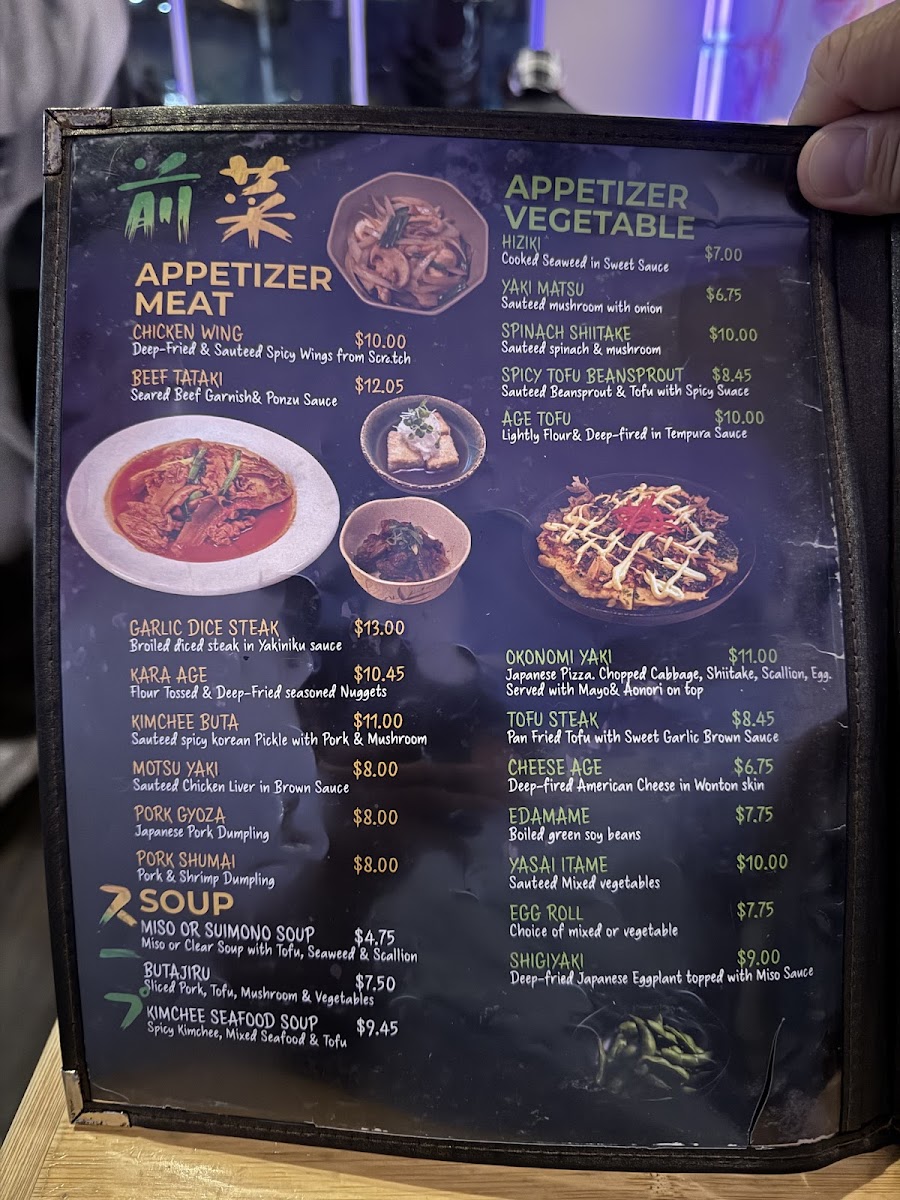 前菜
APPETIZER
MEAT
CHICKEN WING $10.00
Deep-Fried & Sauteed Spicy Wings from Scratch
BEEF TATAKI $12.05
Seared Beef Garnish& Ponzu Sauce
GARLIC DICE STEAK $13.00
Broiled diced steak in Yakiniku sauce
KARA AGE $10.45
Flour Tossed & Deep-Fried seasoned Nuggets
KIMCHEE BUTA $11.00
Sauteed spicy korean Pickle with Pork & Mushroom
MOTSU YAKI $8.00
Sauteed Chicken Liver in Brown Sauce
PORK GYOZA $8.00
Japanese Pork Dumpling
PORK SHUMAI $8.00
Pork & Shrimp Dumpling
スープ
SOUP
MISO OR SUIMONO SOUP $4.75
Miso or Clear Soup with Tofu, Seaweed & Scallion
BUTAJIRU $7.50
Sliced Pork, Tofu, Mushroom & Vegetables
KIMCHEE SEAFOOD SOUP $9.45
Spicy Kimchee, Mixed Seafood & Tofu
APPETIZER
VEGETABLE
HIZIKI $7.00
Cooked Seaweed in Sweet Sauce
YAKI MATSU $6.75
Sauteed mushroom with onion
SPINACH SHIITAKE $10.00
Sauteed spinach & mushroom
SPICY TOFU BEANSPROUT $8.45
Sauteed Beansprout & Tofu with Spicy Suace
AGE TOFU $10.00
Lightly Flour& Deep-fired in Tempura Sauce
OKONOMI YAKI $11.00
Japanese Pizza. Chopped Cabbage, Shiitake, Scallion, Egg.
Served with Mayo& Aonori on top
TOFU STEAK $8.45
Pan Fried Tofu with Sweet Garlic Brown Sauce
CHEESE AGE $6.75
Deep-fired American Cheese in Wonton skin
EDAMAME $7.75
Boiled green soy beans
YASAI ITAME $10.00
Sauteed Mixed vegetables
EGG ROLL $7.75
Choice of mixed or vegetable
SHIGIYAKI $9.00
Deep-fried Japanese Eggplant topped with Miso Sauce